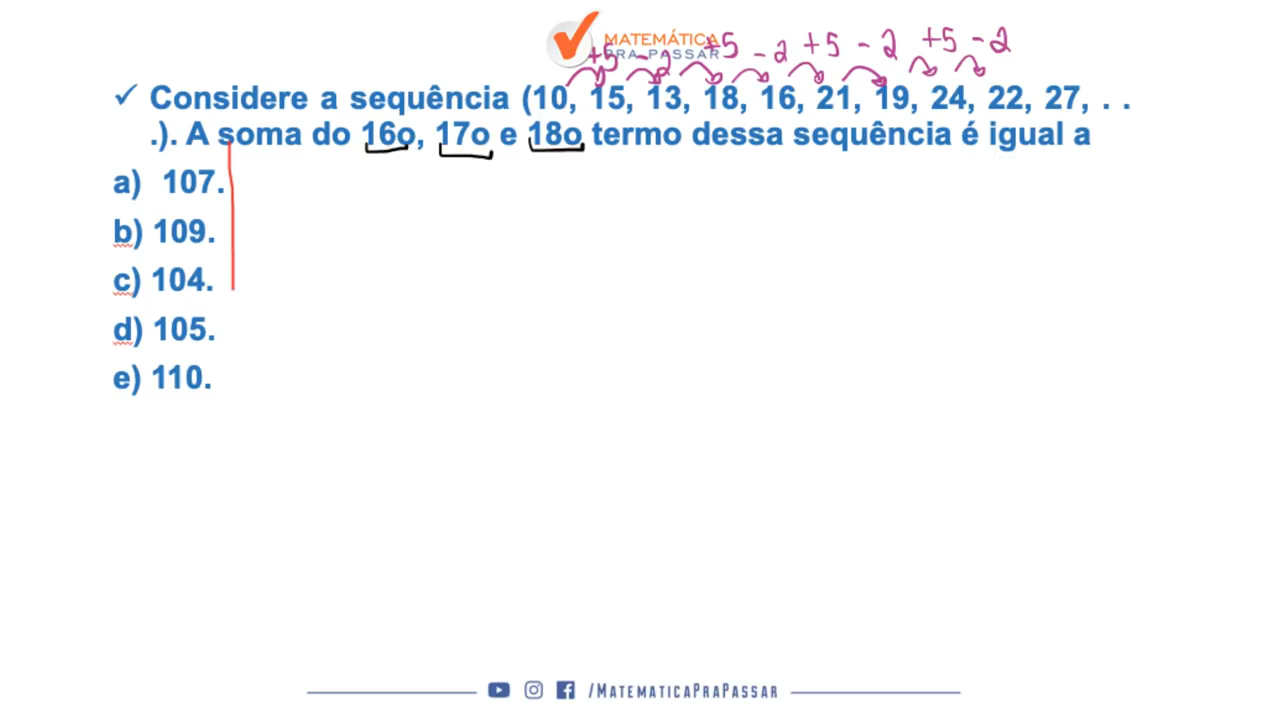 MATEMÁTICA
PRA PASSAR
+5 -2 +5 -2 +5 -2 +5 -2
✓ Considere a sequência (10, 15, 13, 18, 16, 21, 19, 24, 22, 27, . .
.). A soma do 16o, 17o e 18o termo dessa sequência é igual a
a) 107.
b) 109.
c) 104.
d) 105.
e) 110.
/MATEMATICAPRAPASSAR